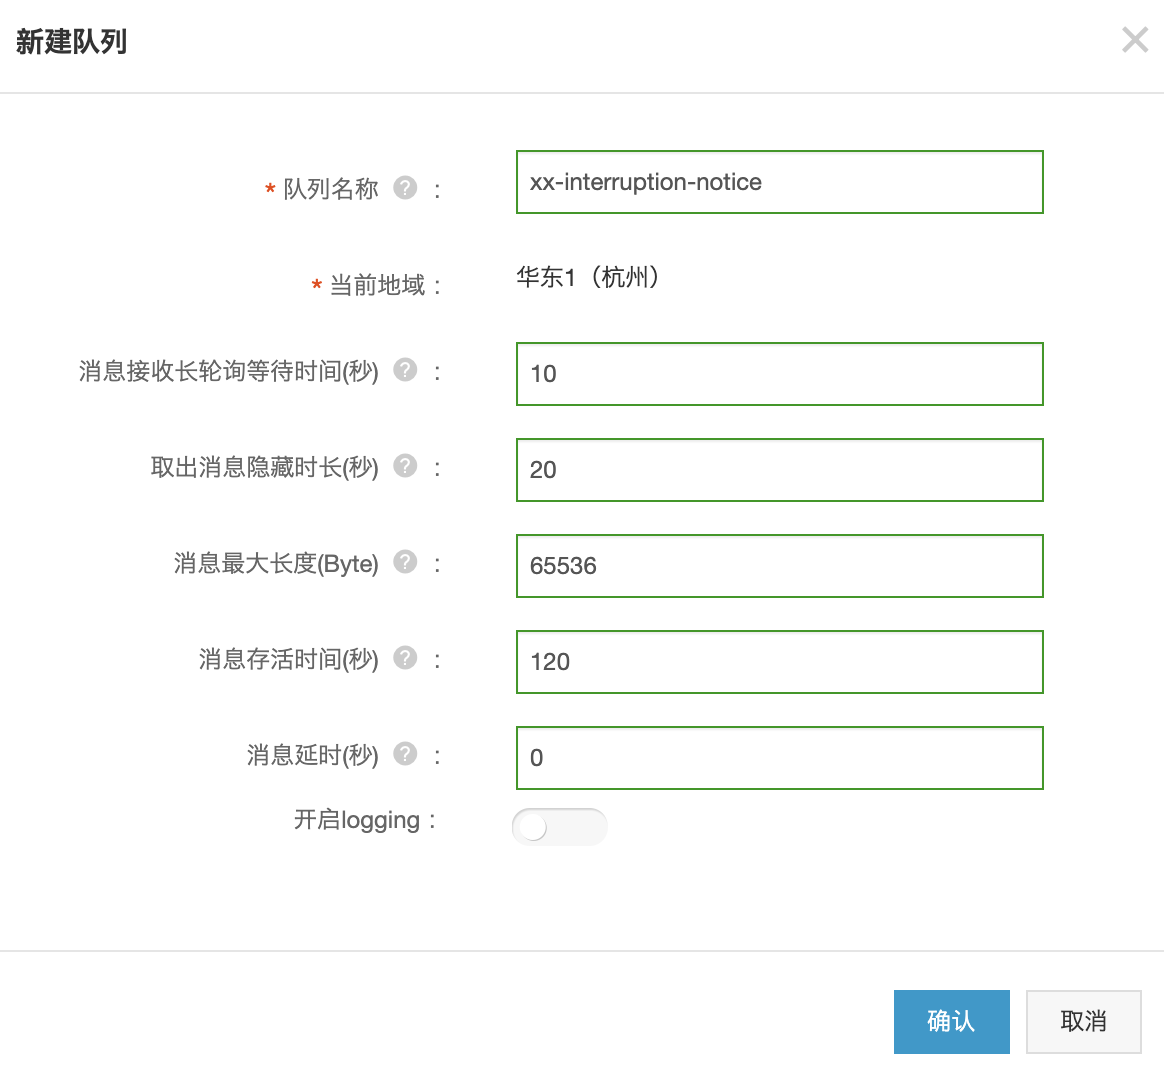 新建队列
* 队列名称 ? : xx-interruption-notice
* 当前地域 : 华东1（杭州）
消息接收长轮询等待时间(秒) ? : 10
取出消息隐藏时长(秒) ? : 20
消息最大长度(Byte) ? : 65536
消息存活时间(秒) ? : 120
消息延时(秒) ? : 0
开启logging :
确认 取消